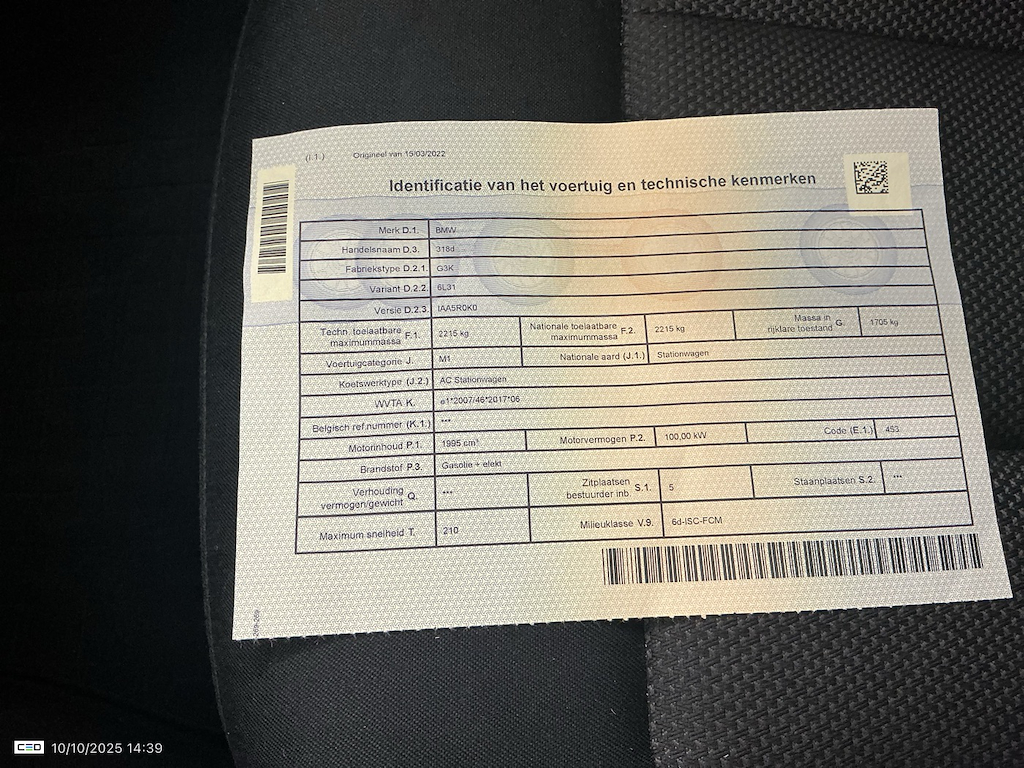 (I.1.) Origineel van 15/03/2022
Identificatie van het voertuig en technische kenmerken
Merk D.1. BMW
Handelsnaam D.3. 318d
Fabriekstype D.2.1. G3K
Variant D.2.2. 6L31
Versie D.2.3. IAA5R0K0
Techn. toelaatbare maximummassa F.1. 2215 kg Nationale toelaatbare maximummassa F.2. 2215 kg Massa in rijklare toestand G. 1705 kg
Voertuigcategorie J. M1 Nationale aard (J.1.) Stationwagen
Koetswerktype (J.2.) AC Stationwagen
WVTA K. e1*2007/46*2017*06
Belgisch ref.nummer (K.1.) ***
Motorinhoud P.1. 1995 cm³ Motorvermogen P.2. 100,00 kW Code (E.1.) 453
Brandstof P.3. Gasolie + elekt
Verhouding vermogen/gewicht Q. *** Zitplaatsen bestuurder inb S.1. 5 Staanplaatsen S.2. ***
Maximum snelheid T. 210 Milieuklasse V.9. 6d-ISC-FCM
CEO 10/10/2025 14:39